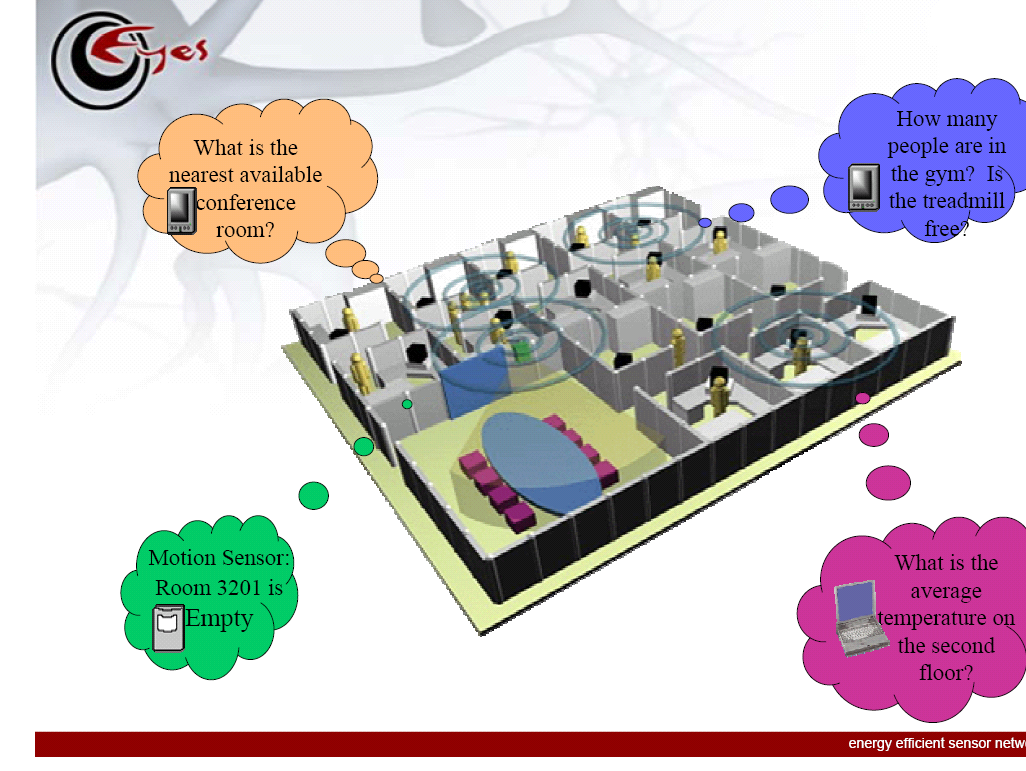 Eyes
What is the
nearest available
conference
room?
How many
people are in
the gym? Is
the treadmill
free?
Motion Sensor:
Room 3201 is
Empty
What is the
average
temperature on
the second
floor?
energy efficient sensor